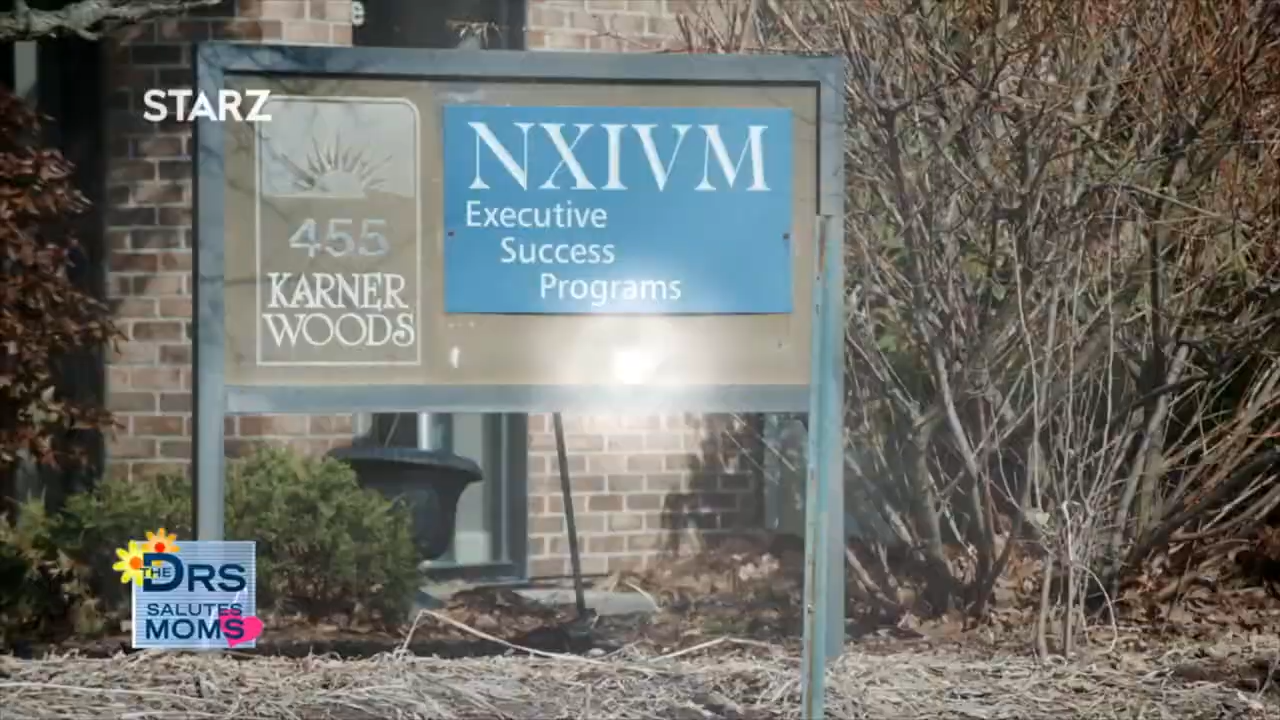 STARZ
455
KARNER
WOODS
NXIVM
Executive
Success
Programs
THE DRS
SALUTES
MOMS